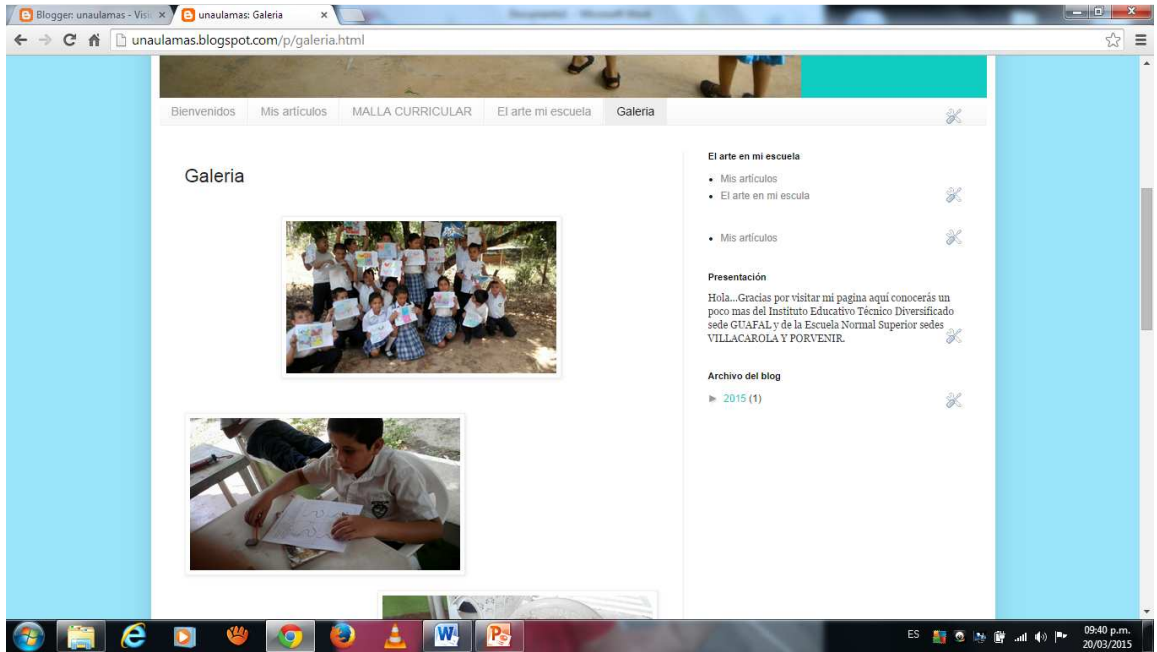 Blogger: unaulamas - Visi
unaulamas: Galeria
unaulamas.blogspot.com/p/galeria.html
Bienvenidos Mis artículos MALLA CURRICULAR El arte mi escuela Galeria
Galeria
El arte en mi escuela
Mis artículos
El arte en mi escula
Mis artículos
Presentación
Hola...Gracias por visitar mi pagina aquí conocerás un
poco mas del Instituto Educativo Técnico Diversificado
sede GUAFAL y de la Escuela Normal Superior sedes
VILLACAROLA Y PORVENIR.
Archivo del blog
► 2015 (1)
ES
09:40 p.m.
20/03/2015